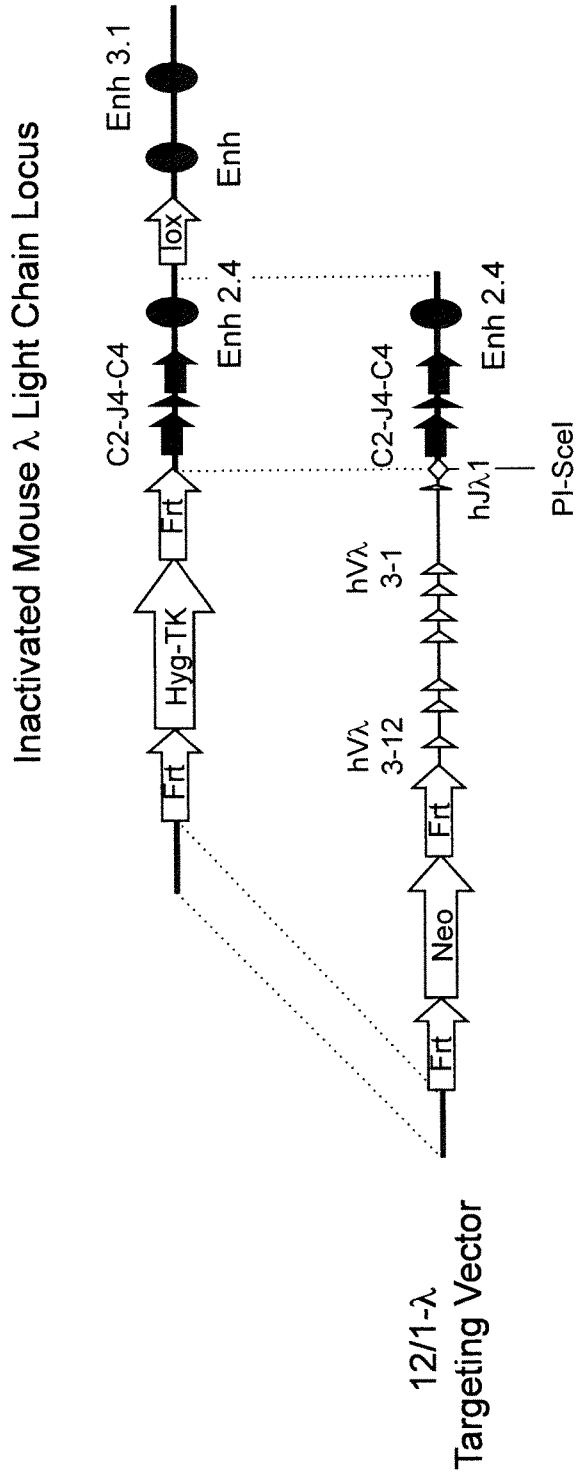 Inactivated Mouse λ Light Chain Locus
Enh 3.1
C2-J4-C4
Frt
Hyg-TK
Frt
lox
Enh 2.4
Enh
12/1-λ
Targeting Vector
hVλ
3-12
hVλ
3-1
C2-J4-C4
Frt
Neo
Frt
hJλ1
Enh 2.4
PI-SceI